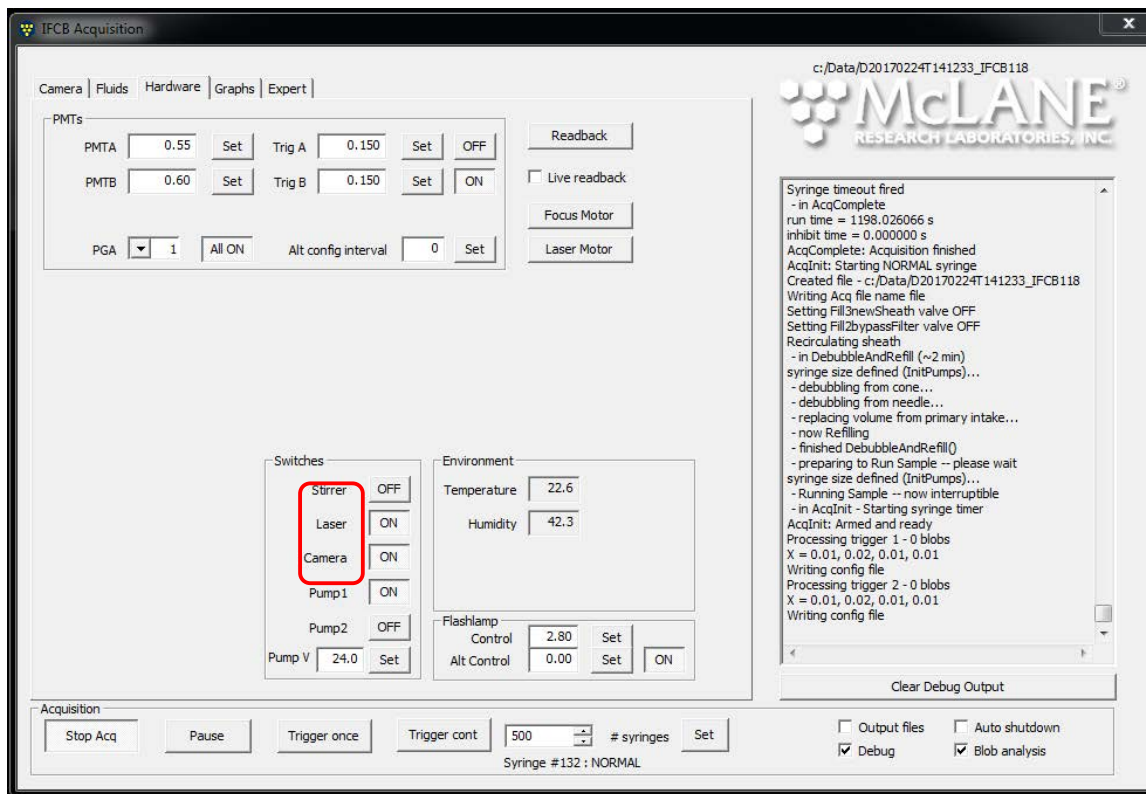 IFCB Acquisition
x
Camera Fluids Hardware Graphs Expert
PMTs
PMTA 0.55 Set Trig A 0.150 Set OFF
PMTB 0.60 Set Trig B 0.150 Set ON
PGA 1 All ON Alt config interval 0 Set
Readback
Live readback
Focus Motor
Laser Motor
Switches
Stirrer OFF
Laser ON
Camera ON
Pump1 ON
Pump2 OFF
Pump V 24.0 Set
Environment
Temperature 22.6
Humidity 42.3
Flashlamp
Control 2.80 Set
Alt Control 0.00 Set ON
c:/Data/D20170224T141233_IFCB118
McLANE®
RESEARCH LABORATORIES, INC.
Syringe timeout fired
- in AcqComplete
run time = 1198.026066 s
inhibit time = 0.000000 s
AcqComplete: Acquisition finished
AcqInit: Starting NORMAL syringe
Created file - c:/Data/D20170224T141233_IFCB118
Writing Acq file name file
Setting Fill3newSheath valve OFF
Setting Fill2bypassFilter valve OFF
Recirculating sheath
- in DebubbleAndRefill (~2 min)
syringe size defined (InitPumps)...
- debubbling from cone...
- debubbling from needle...
- replacing volume from primary intake...
- now Refilling
- finished DebubbleAndRefill()
- preparing to Run Sample -- please wait
syringe size defined (InitPumps)...
- Running Sample -- now interruptible
- in AcqInit - Starting syringe timer
AcqInit: Armed and ready
Processing trigger 1 - 0 blobs
X = 0.01, 0.02, 0.01, 0.01
Writing config file
Processing trigger 2 - 0 blobs
X = 0.01, 0.02, 0.01, 0.01
Writing config file
Clear Debug Output
Acquisition
Stop Acq Pause Trigger once Trigger cont 500 # syringes Set
Syringe #132 : NORMAL
Output files Auto shutdown
Debug Blob analysis